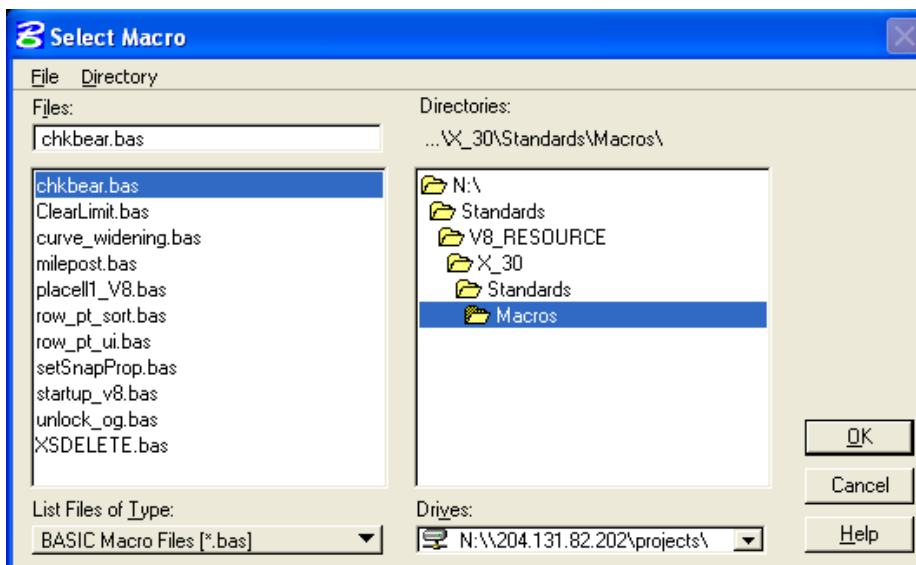 Select Macro
File Directory
Files:
chkbear.bas
chkbear.bas
ClearLimit.bas
curve_widening.bas
milepost.bas
placell1_V8.bas
row_pt_sort.bas
row_pt_ui.bas
setSnapProp.bas
startup_v8.bas
unlock_og.bas
XSDELETE.bas
List Files of Type:
BASIC Macro Files [*.bas]
Directories:
...\X_30\Standards\Macros\
N:\
Standards
V8_RESOURCE
X_30
Standards
Macros
Drives:
N:\\204.131.82.202\projects\
OK
Cancel
Help